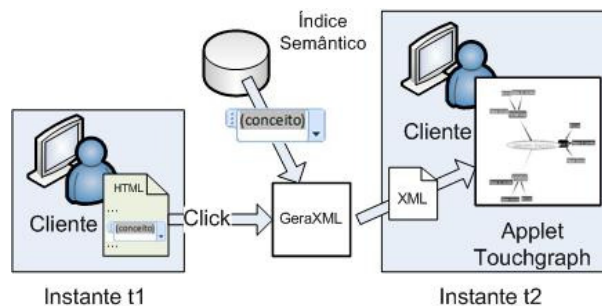 Índice
Semântico
(conceito)
Cliente
HTML
...
(conceito)
...
Cliente
Click
GeraXML
XML
Applet
Touchgraph
Instante t1
Instante t2